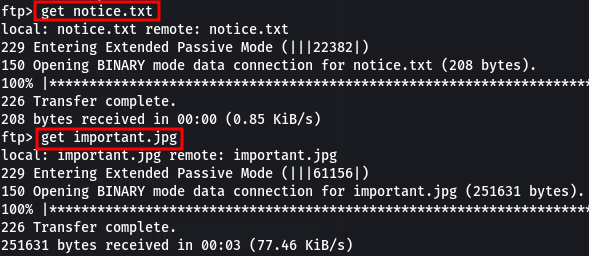 ftp> get notice.txt
local: notice.txt remote: notice.txt
229 Entering Extended Passive Mode (|||22382|)
150 Opening BINARY mode data connection for notice.txt (208 bytes).
100% |***********************************************************************
226 Transfer complete.
208 bytes received in 00:00 (0.85 KiB/s)
ftp> get important.jpg
local: important.jpg remote: important.jpg
229 Entering Extended Passive Mode (|||61156|)
150 Opening BINARY mode data connection for important.jpg (251631 bytes).
100% |***********************************************************************
226 Transfer complete.
251631 bytes received in 00:03 (77.46 KiB/s)